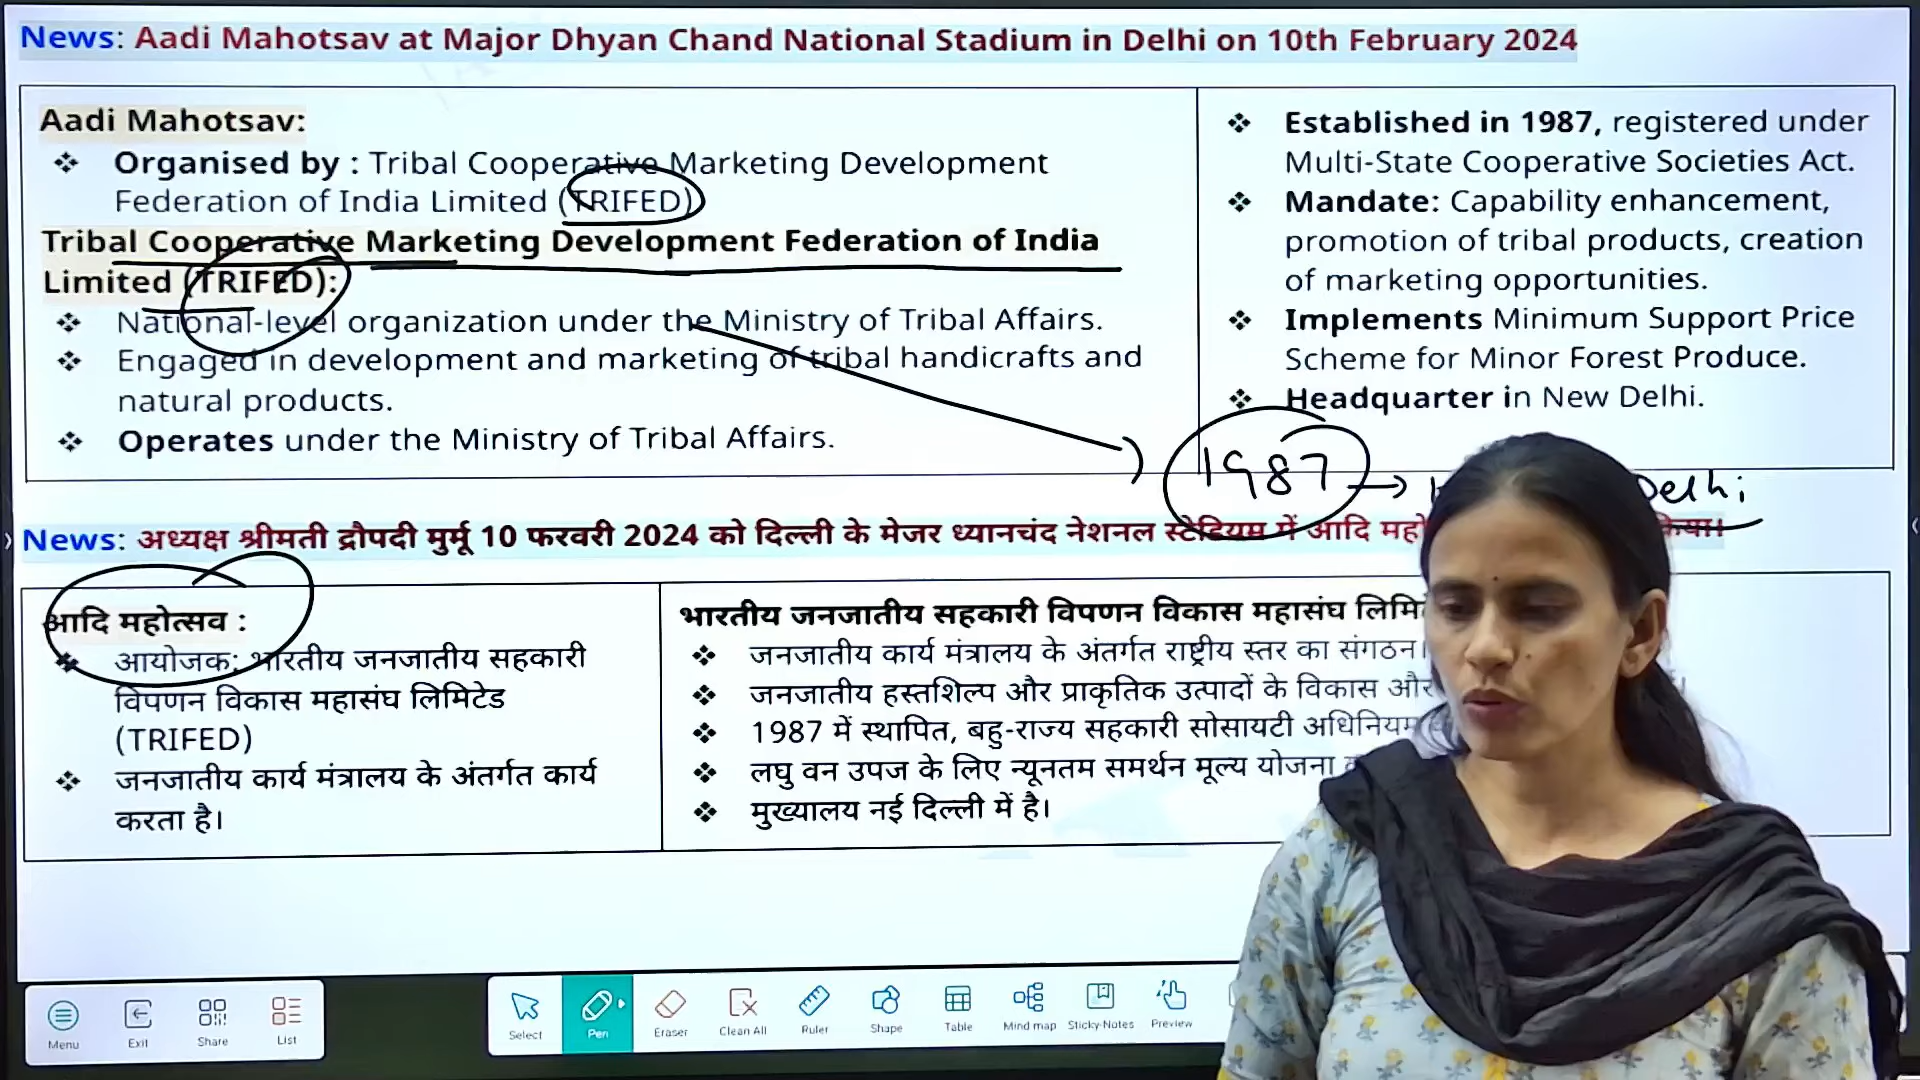 News: Aadi Mahotsav at Major Dhyan Chand National Stadium in Delhi on 10th February 2024
Aadi Mahotsav:
❖ Organised by : Tribal Cooperative Marketing Development
Federation of India Limited (TRIFED)
Tribal Cooperative Marketing Development Federation of India
Limited (TRIFED):
❖ National-level organization under the Ministry of Tribal Affairs.
❖ Engaged in development and marketing of tribal handicrafts and
natural products.
❖ Operates under the Ministry of Tribal Affairs.
❖ Established in 1987, registered under
Multi-State Cooperative Societies Act.
❖ Mandate: Capability enhancement,
promotion of tribal products, creation
of marketing opportunities.
❖ Implements Minimum Support Price
Scheme for Minor Forest Produce.
❖ Headquarter in New Delhi.
1987 → Delhi
News: अध्यक्ष श्रीमती द्रौपदी मुर्मू 10 फरवरी 2024 को दिल्ली के मेजर ध्यानचंद नेशनल स्टेडियम में आदि किया।
आदि महोत्सव :
❖ आयोजक: भारतीय जनजातीय सहकारी
विपणन विकास महासंघ लिमिटेड
(TRIFED)
❖ जनजातीय कार्य मंत्रालय के अंतर्गत कार्य
करता है।
भारतीय जनजातीय सहकारी विपणन विकास महासंघ
❖ जनजातीय कार्य मंत्रालय के अंतर्गत राष्ट्रीय स्तर का संगठन।
❖ जनजातीय हस्तशिल्प और प्राकृतिक उत्पादों के विकास और
❖ 1987 में स्थापित, बहु-राज्य सहकारी सोसायटी अधिनियम
❖ लघु वन उपज के लिए न्यूनतम समर्थन मूल्य योजना
❖ मुख्यालय नई दिल्ली में है।
Menu Exit Share List Select Pen Eraser Clean All Ruler Shape Table Mind map Sticky-Notes Preview